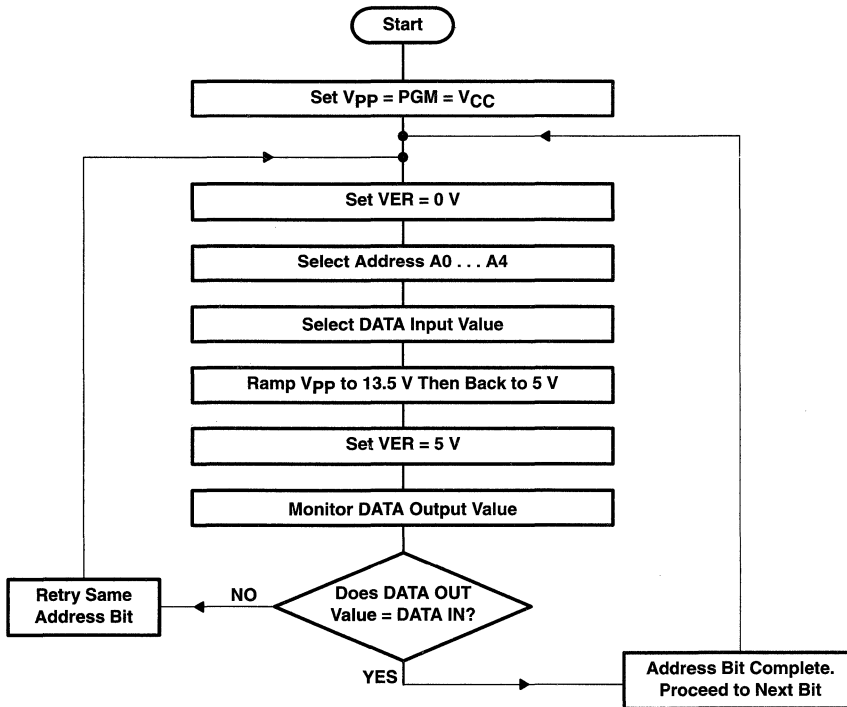 Start
Set VPP = PGM = VCC
Set VER = 0 V
Select Address A0 . . . A4
Select DATA Input Value
Ramp VPP to 13.5 V Then Back to 5 V
Set VER = 5 V
Monitor DATA Output Value
Does DATA OUT
Value = DATA IN?
NO
Retry Same
Address Bit
YES
Address Bit Complete.
Proceed to Next Bit